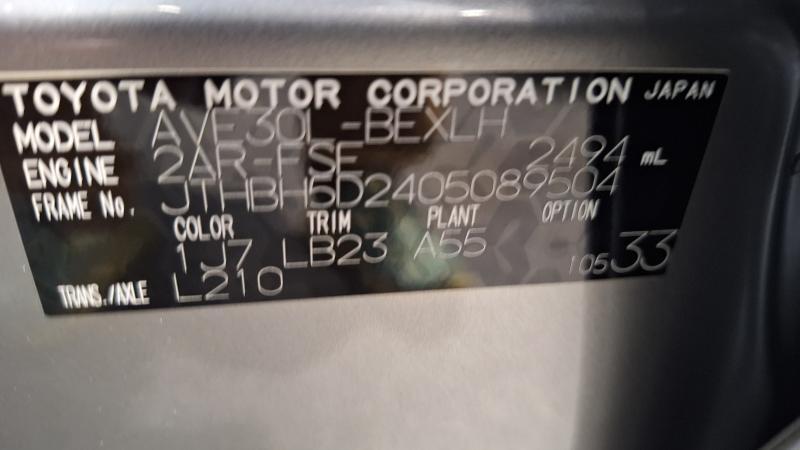 TOYOTA MOTOR CORPORATION JAPAN
MODEL AVE30L-BEXLH
ENGINE 2AR-FSE 2494 mL
FRAME No. JTHBH5D2405089504
COLOR TRIM PLANT OPTION
1J7 LB23 A55
TRANS./AXLE L210 10533